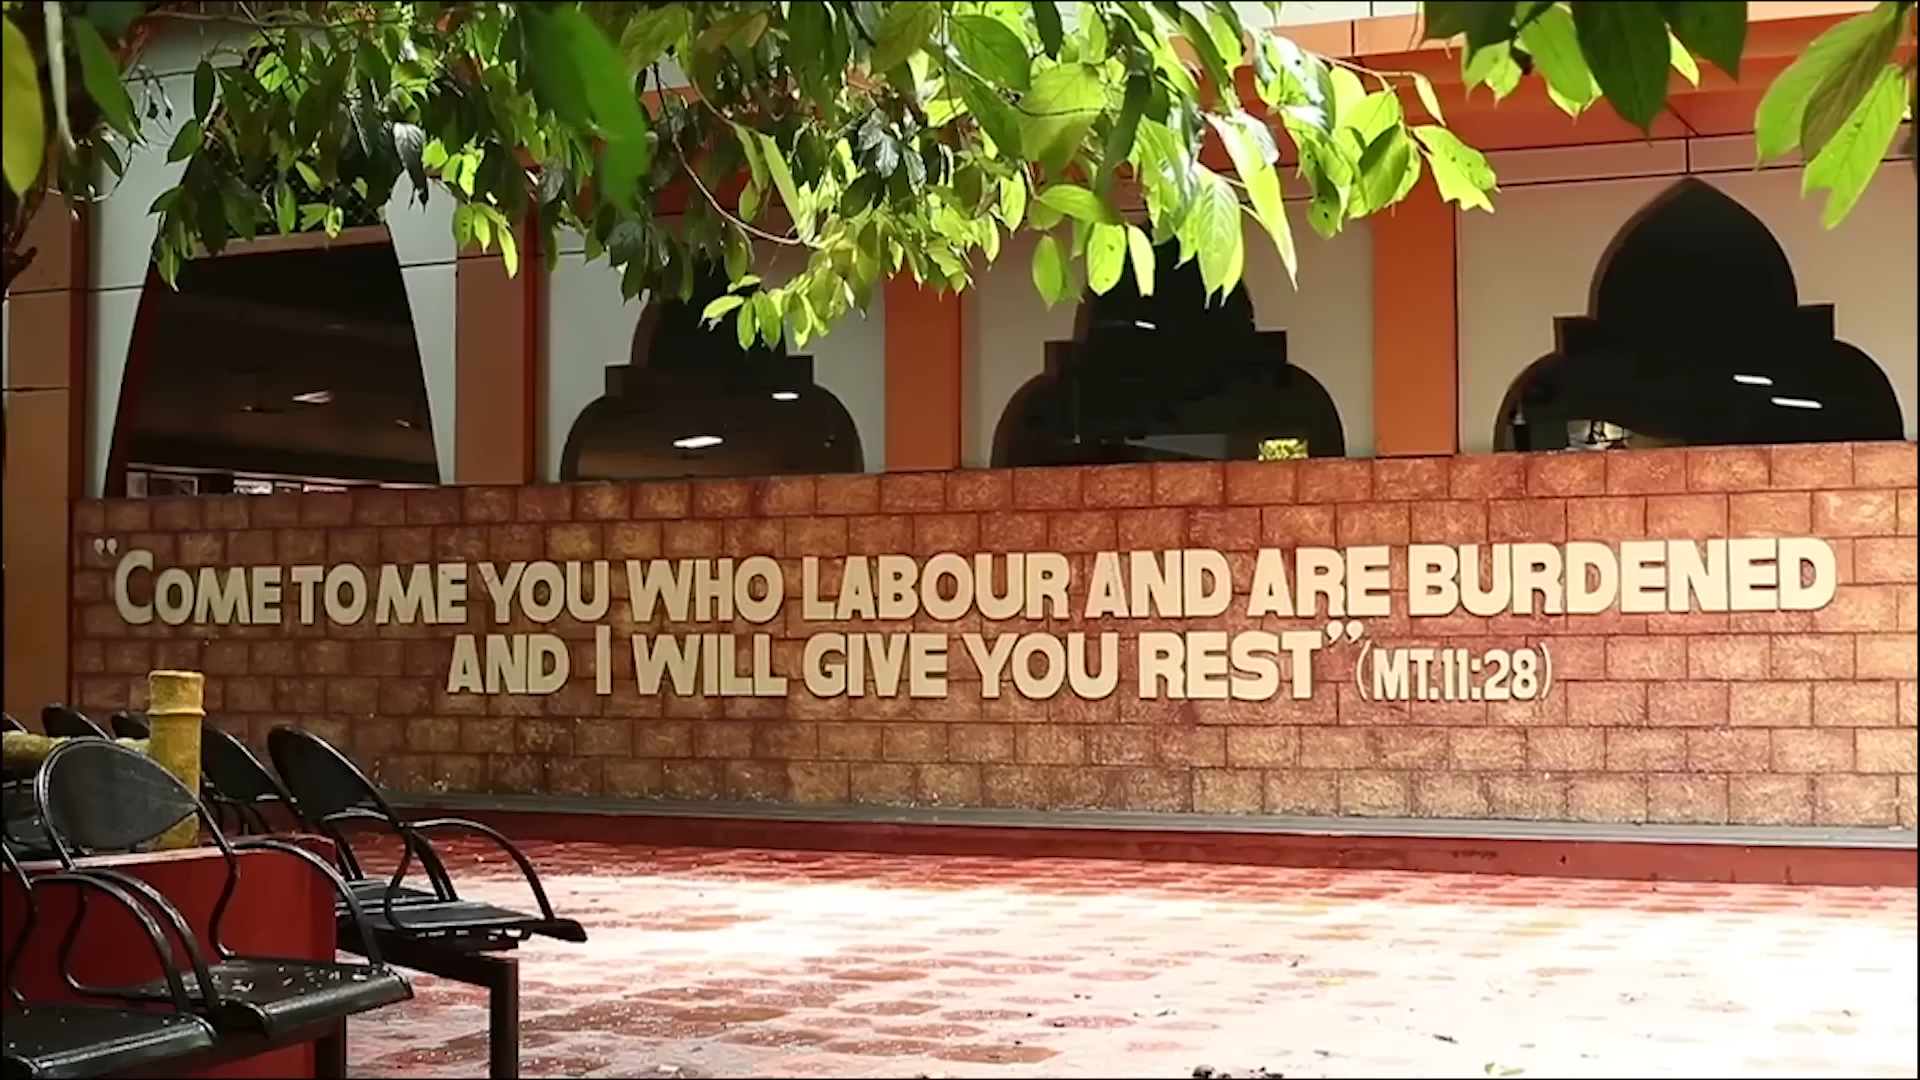 "COME TO ME YOU WHO LABOUR AND ARE BURDENED
AND I WILL GIVE YOU REST" (MT.11:28)